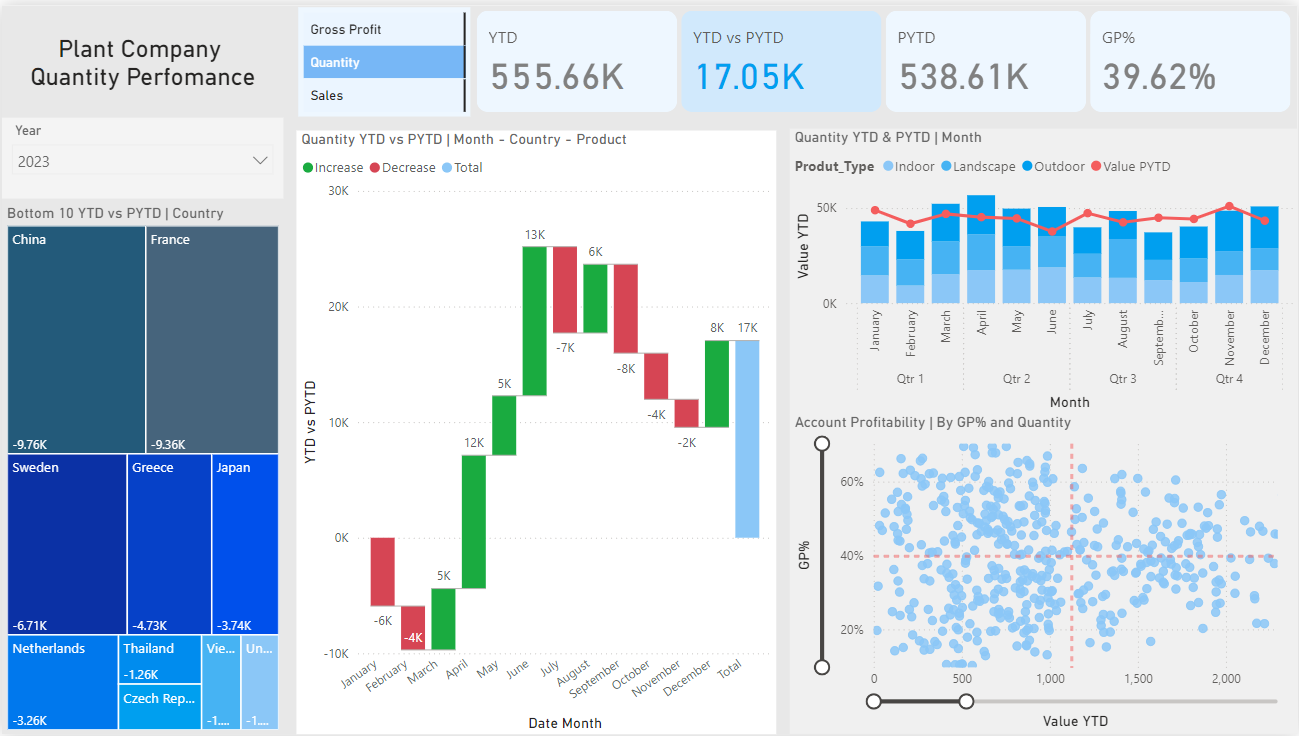 Plant Company
Quantity Perfomance
Gross Profit
Quantity
Sales
YTD
555.66K
YTD vs PYTD
17.05K
PYTD
538.61K
GP%
39.62%
Year
2023
Bottom 10 YTD vs PYTD | Country
China
-9.76K
France
-9.36K
Sweden
-6.71K
Greece
-4.73K
Japan
-3.74K
Netherlands
-3.26K
Thailand
-1.26K
Czech Rep...
Vie...
-1....
Un...
-1....
Quantity YTD vs PYTD | Month - Country - Product
Increase Decrease Total
YTD vs PYTD
30K
20K
10K
0K
-10K
-6K
-4K
5K
12K
5K
13K
-7K
6K
-8K
-4K
-2K
8K
17K
January
February
March
April
May
June
July
August
September
October
November
December
Total
Date Month
Quantity YTD & PYTD | Month
Produt_Type Indoor Landscape Outdoor Value PYTD
Value YTD
50K
0K
January
February
March
April
May
June
July
August
Septemb...
October
November
December
Qtr 1
Qtr 2
Qtr 3
Qtr 4
Month
Account Profitability | By GP% and Quantity
GP%
60%
40%
20%
0
500
1,000
1,500
2,000
Value YTD